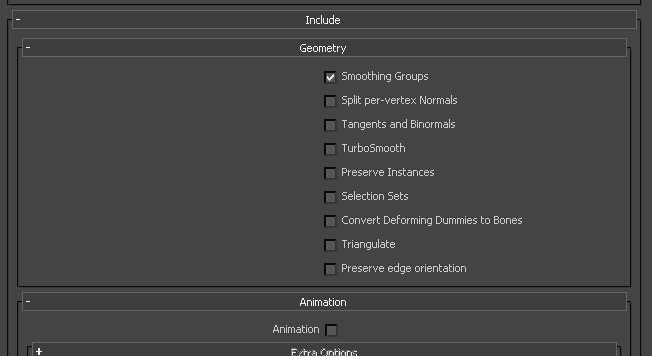 - Include
- Geometry
Smoothing Groups
Split per-vertex Normals
Tangents and Binormals
TurboSmooth
Preserve Instances
Selection Sets
Convert Deforming Dummies to Bones
Triangulate
Preserve edge orientation
- Animation
Animation
+ Extra Options